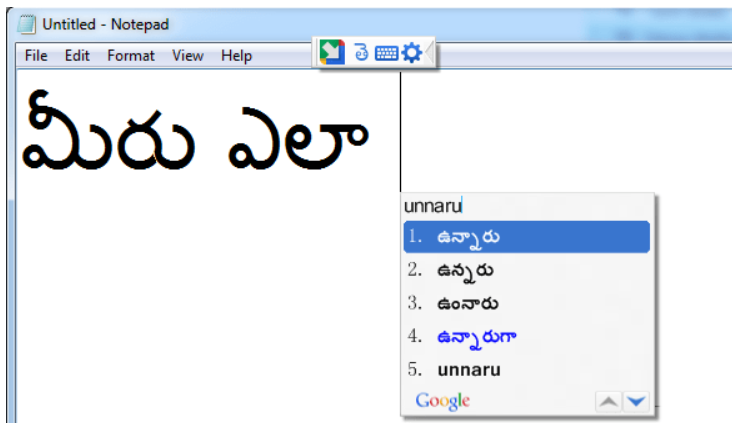 Untitled - Notepad
File Edit Format View Help
తె
మీరు ఎలా
unnaru
1. ఉన్నారు
2. ఉన్నరు
3. ఉంనారు
4. ఉన్నారుగా
5. unnaru
Google